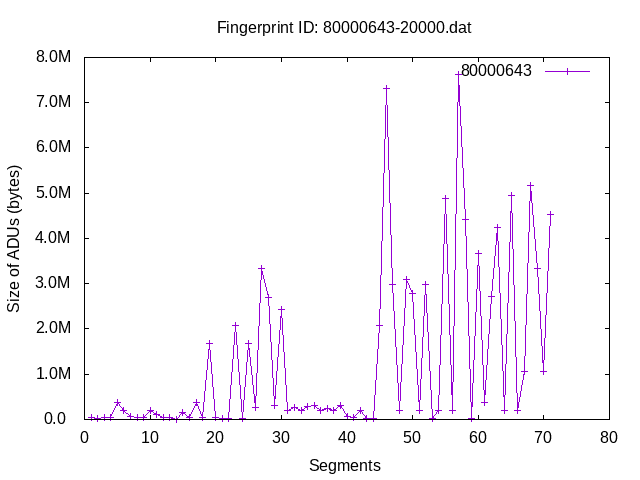 Fingerprint ID: 80000643-20000.dat
80000643
8.0M
7.0M
6.0M
5.0M
4.0M
3.0M
2.0M
1.0M
0.0
Size of ADUs (bytes)
0 10 20 30 40 50 60 70 80
Segments